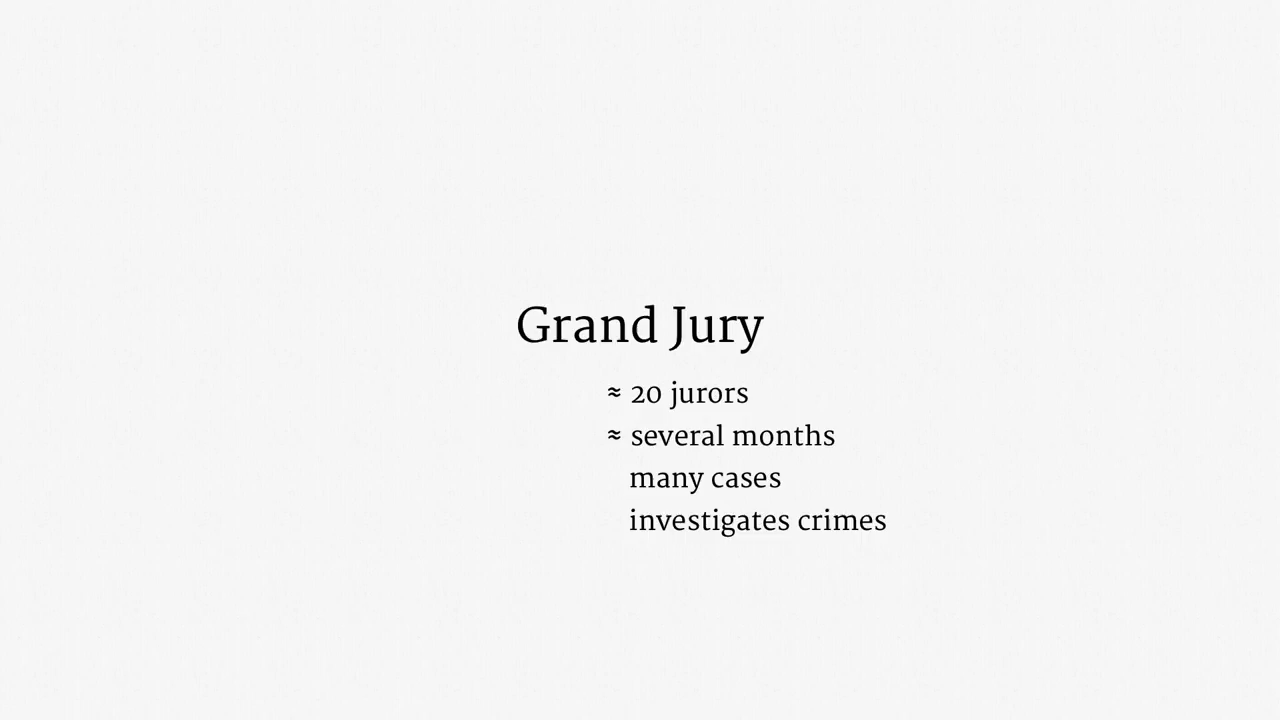 Grand Jury
≈ 20 jurors
≈ several months
many cases
investigates crimes